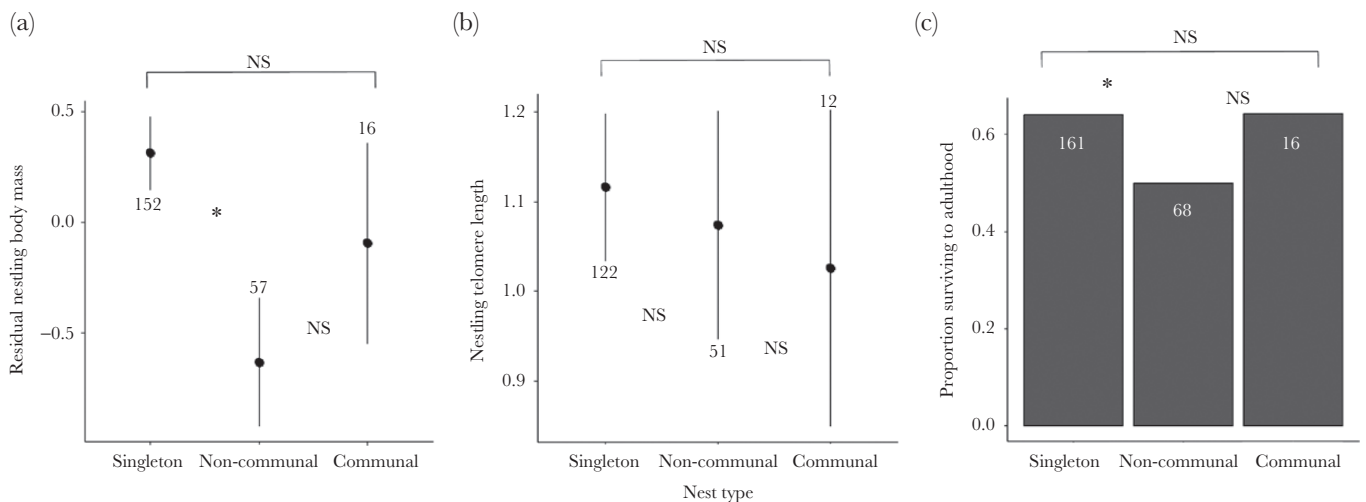 (a)
NS
Residual nestling body mass
0.5
0.0
−0.5
152
*
57
NS
16
Singleton Non-communal Communal
(b)
NS
Nestling telomere length
1.2
1.1
1.0
0.9
122
NS
51
NS
12
Singleton Non-communal Communal
Nest type
(c)
NS
*
NS
Proportion surviving to adulthood
0.6
0.4
0.2
0.0
161
68
16
Singleton Non-communal Communal